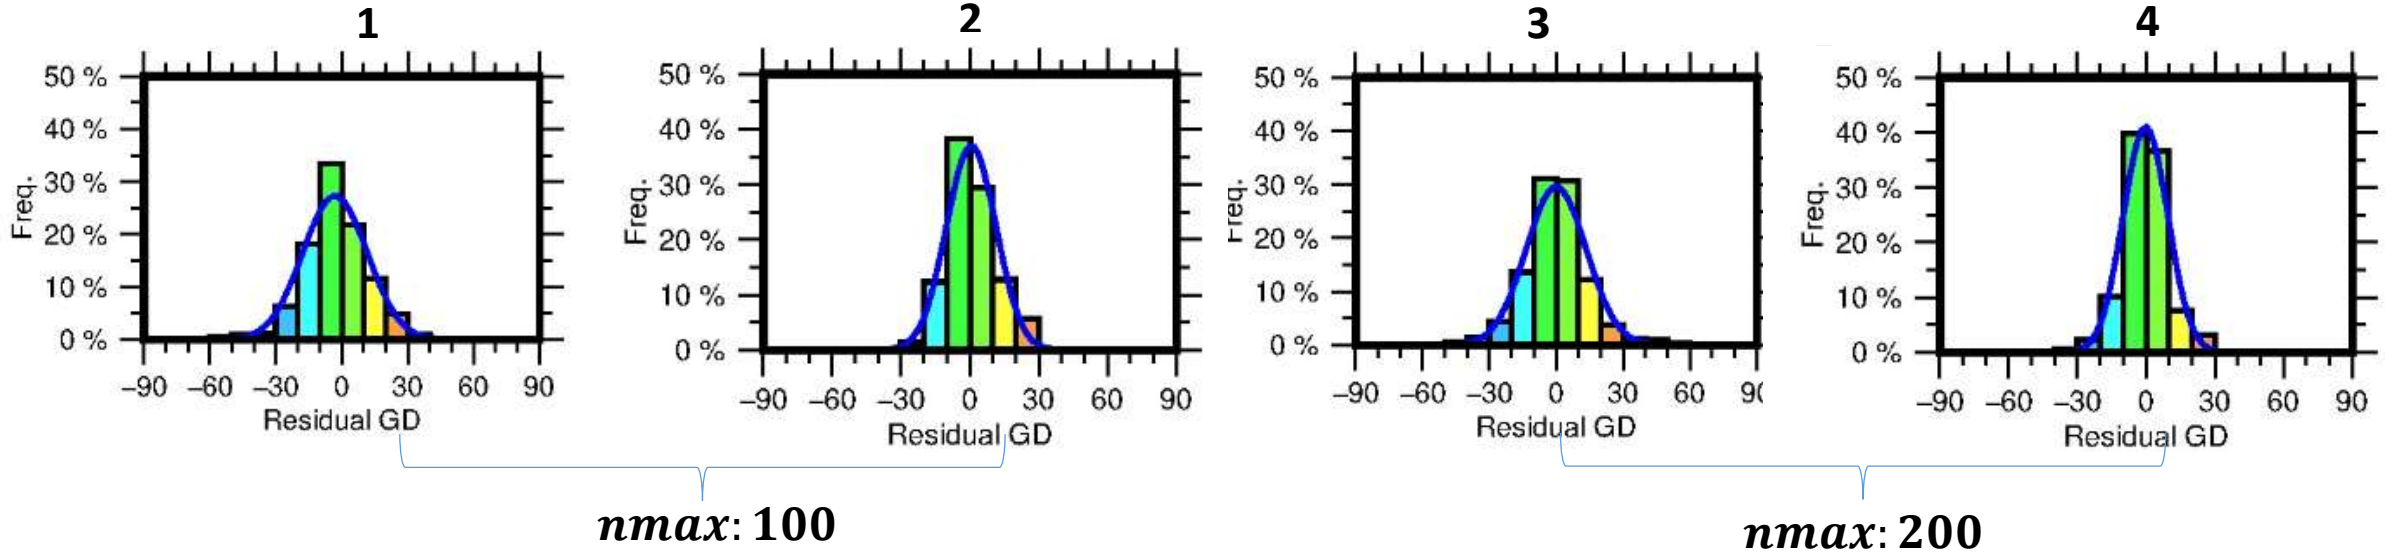 1
50 %
40 %
30 %
20 %
10 %
0 %
Freq.
–90 –60 –30 0 30 60 90
Residual GD
2
50 %
40 %
30 %
20 %
10 %
0 %
Freq.
–90 –60 –30 0 30 60 90
Residual GD
nmax: 100
3
50 %
40 %
30 %
20 %
10 %
0 %
Freq.
–90 –60 –30 0 30 60 90
Residual GD
4
50 %
40 %
30 %
20 %
10 %
0 %
Freq.
–90 –60 –30 0 30 60 90
Residual GD
nmax: 200